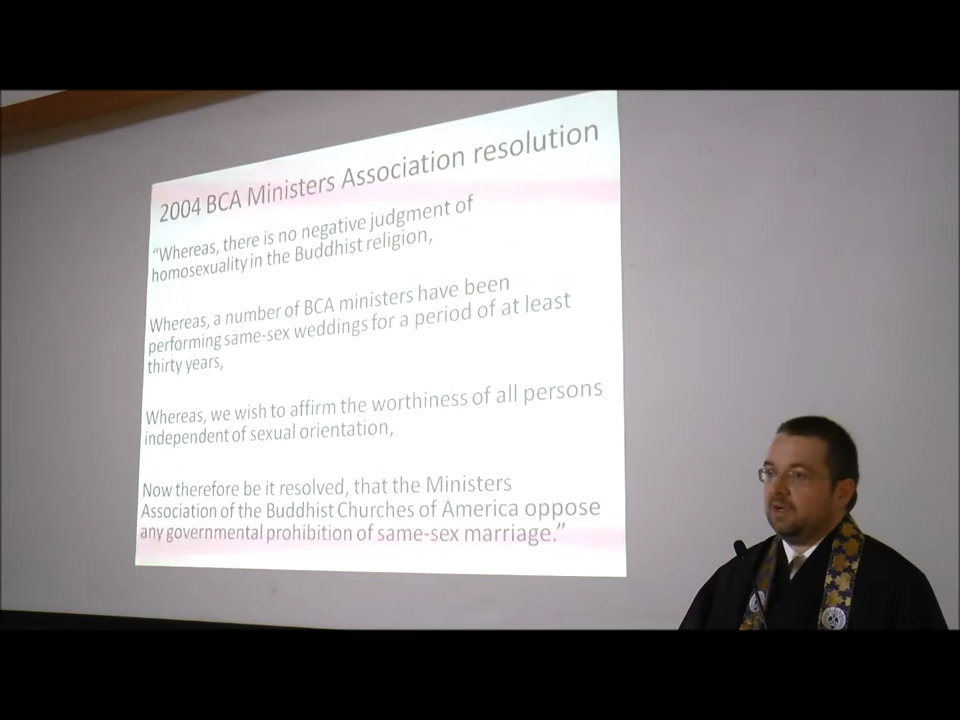 2004 BCA Ministers Association resolution
“Whereas, there is no negative judgment of
homosexuality in the Buddhist religion,
Whereas, a number of BCA ministers have been
performing same-sex weddings for a period of at least
thirty years,
Whereas, we wish to affirm the worthiness of all persons
independent of sexual orientation,
Now therefore be it resolved, that the Ministers
Association of the Buddhist Churches of America oppose
any governmental prohibition of same-sex marriage.”